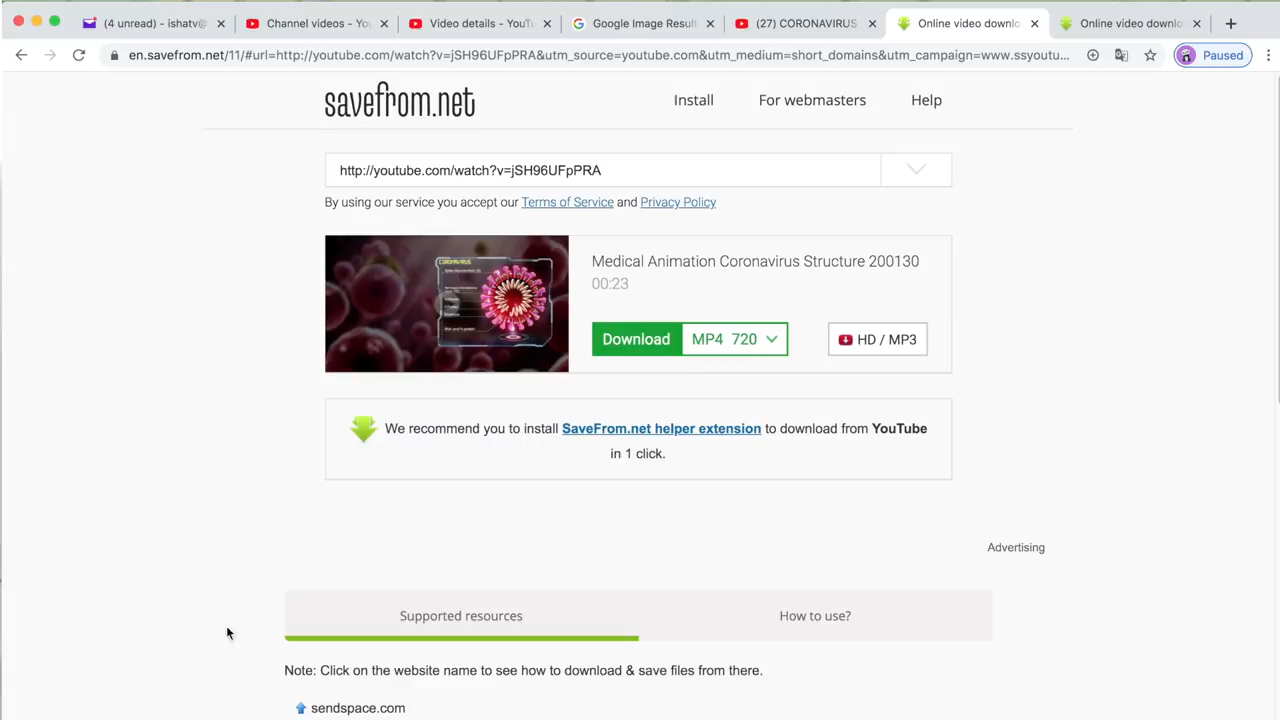 (4 unread) - ishatv@
Channel videos - Yo
Video details - YouT
Google Image Resul
(27) CORONAVIRUS
Online video downlo
Online video downlo
en.savefrom.net/11/#url=http://youtube.com/watch?v=jSH96UFpPRA&utm_source=youtube.com&utm_medium=short_domains&utm_campaign=www.ssyoutu...
Paused
savefrom.net
Install
For webmasters
Help
http://youtube.com/watch?v=jSH96UFpPRA
By using our service you accept our Terms of Service and Privacy Policy
CORONAVIRUS
Medical Animation Coronavirus Structure 200130
00:23
Download
MP4 720
HD / MP3
We recommend you to install SaveFrom.net helper extension to download from YouTube
in 1 click.
Advertising
Supported resources
How to use?
Note: Click on the website name to see how to download & save files from there.
sendspace.com